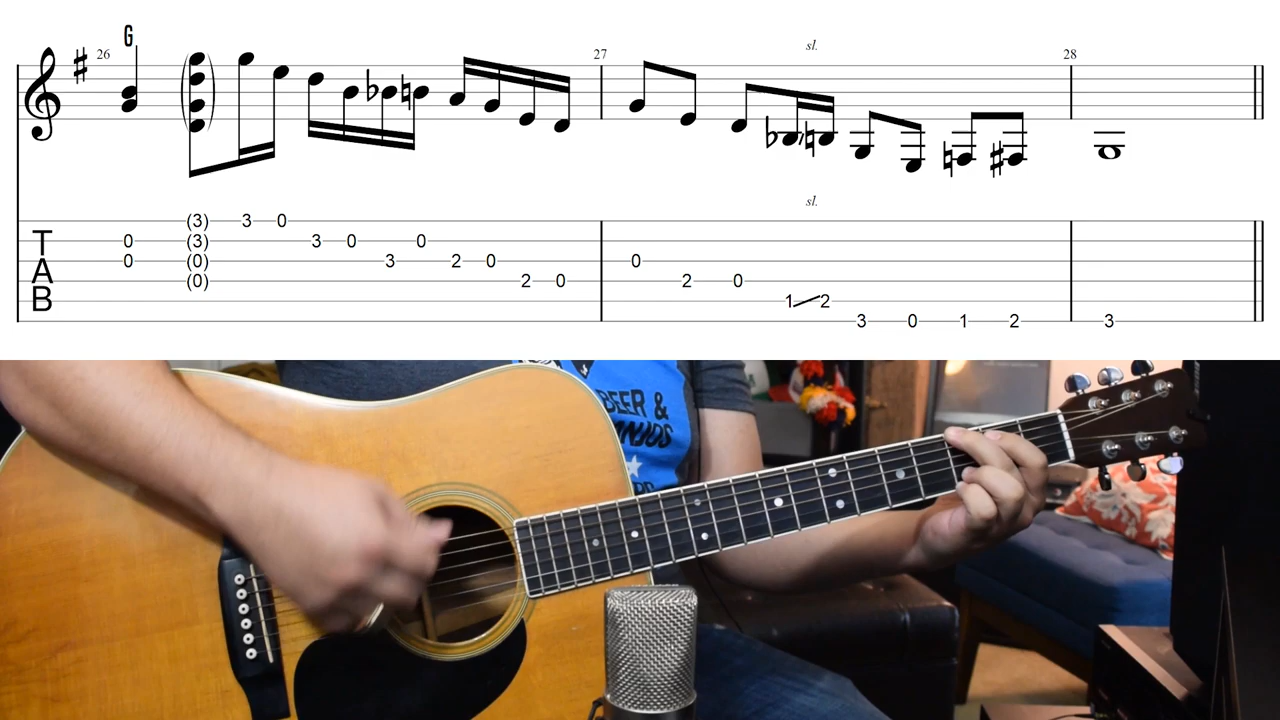 G
26 27 28
sl.
sl.
T
A
B
(3) 3 0
0 (3) 3 0 0
0 (0) 3 2 0 0
(0) 2 0 2 0
1 2
3 0 1 2 3
BEER &